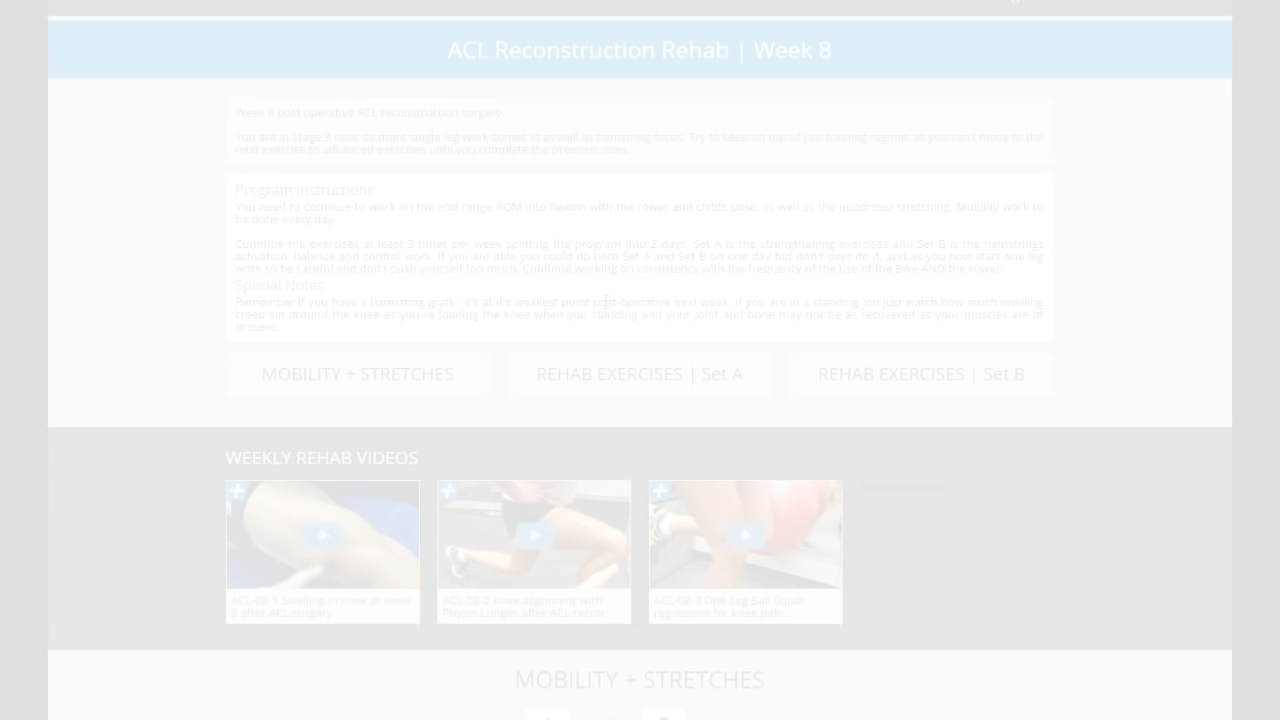 ACL Reconstruction Rehab | Week 8
Week 8 post operative ACL reconstruction surgery
You are in Stage 3 now, so more single leg work comes in as well as hamstring focus. Try to keep on top of you training regime, as you can't move to the
next exercise to advanced exercises until you complete the previous ones.
Program instructions
You need to continue to work on the end range ROM into flexion with the rower and childs pose, as well as the quadricep stretching. Mobility work to
be done every day
Continue the exercises at least 3 times per week splitting the program into 2 days. Set A is the strengthening exercises and Set B is the hamstrings
activation, balance and control work. If you are able you could do both Set A and Set B on one day but don't over do it, and as you now start one leg
work so be careful and don't push yourself too much. Continue working on consistency with the frequency of the use of the Bike AND the rower
Special Notes
Remember if you have a hamstring graft - it's at it's weakest point post-operative next week. If you are in a standing job just watch how much swelling
creep sin around the knee as you're loading the knee when you standing and your joint and bone may not be as recovered as your muscles are at
present.
MOBILITY + STRETCHES
REHAB EXERCISES | Set A
REHAB EXERCISES | Set B
WEEKLY REHAB VIDEOS
ACL-08-1 Swelling in knee at week
8 after ACL surgery
ACL-08-2 Knee alignment with
Physio Lunges after ACL recon
ACL-08-3 One Leg Ball Squat
regression for knee pain
MOBILITY + STRETCHES